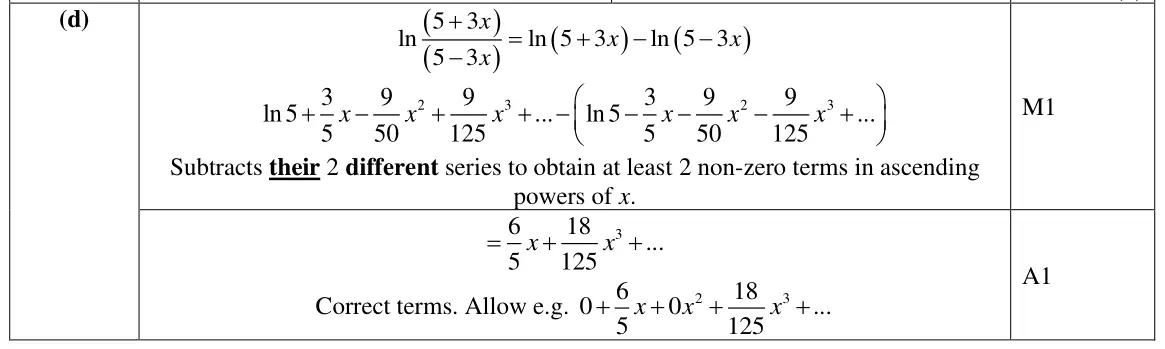 (d)
ln (5 + 3x)/(5 − 3x) = ln(5 + 3x) − ln(5 − 3x)
ln 5 + 3/5 x − 9/50 x² + 9/125 x³ + ... − (ln 5 − 3/5 x − 9/50 x² − 9/125 x³ + ...)
M1
Subtracts their 2 different series to obtain at least 2 non-zero terms in ascending
powers of x.
= 6/5 x + 18/125 x³ + ...
A1
Correct terms. Allow e.g. 0 + 6/5 x + 0x² + 18/125 x³ + ...